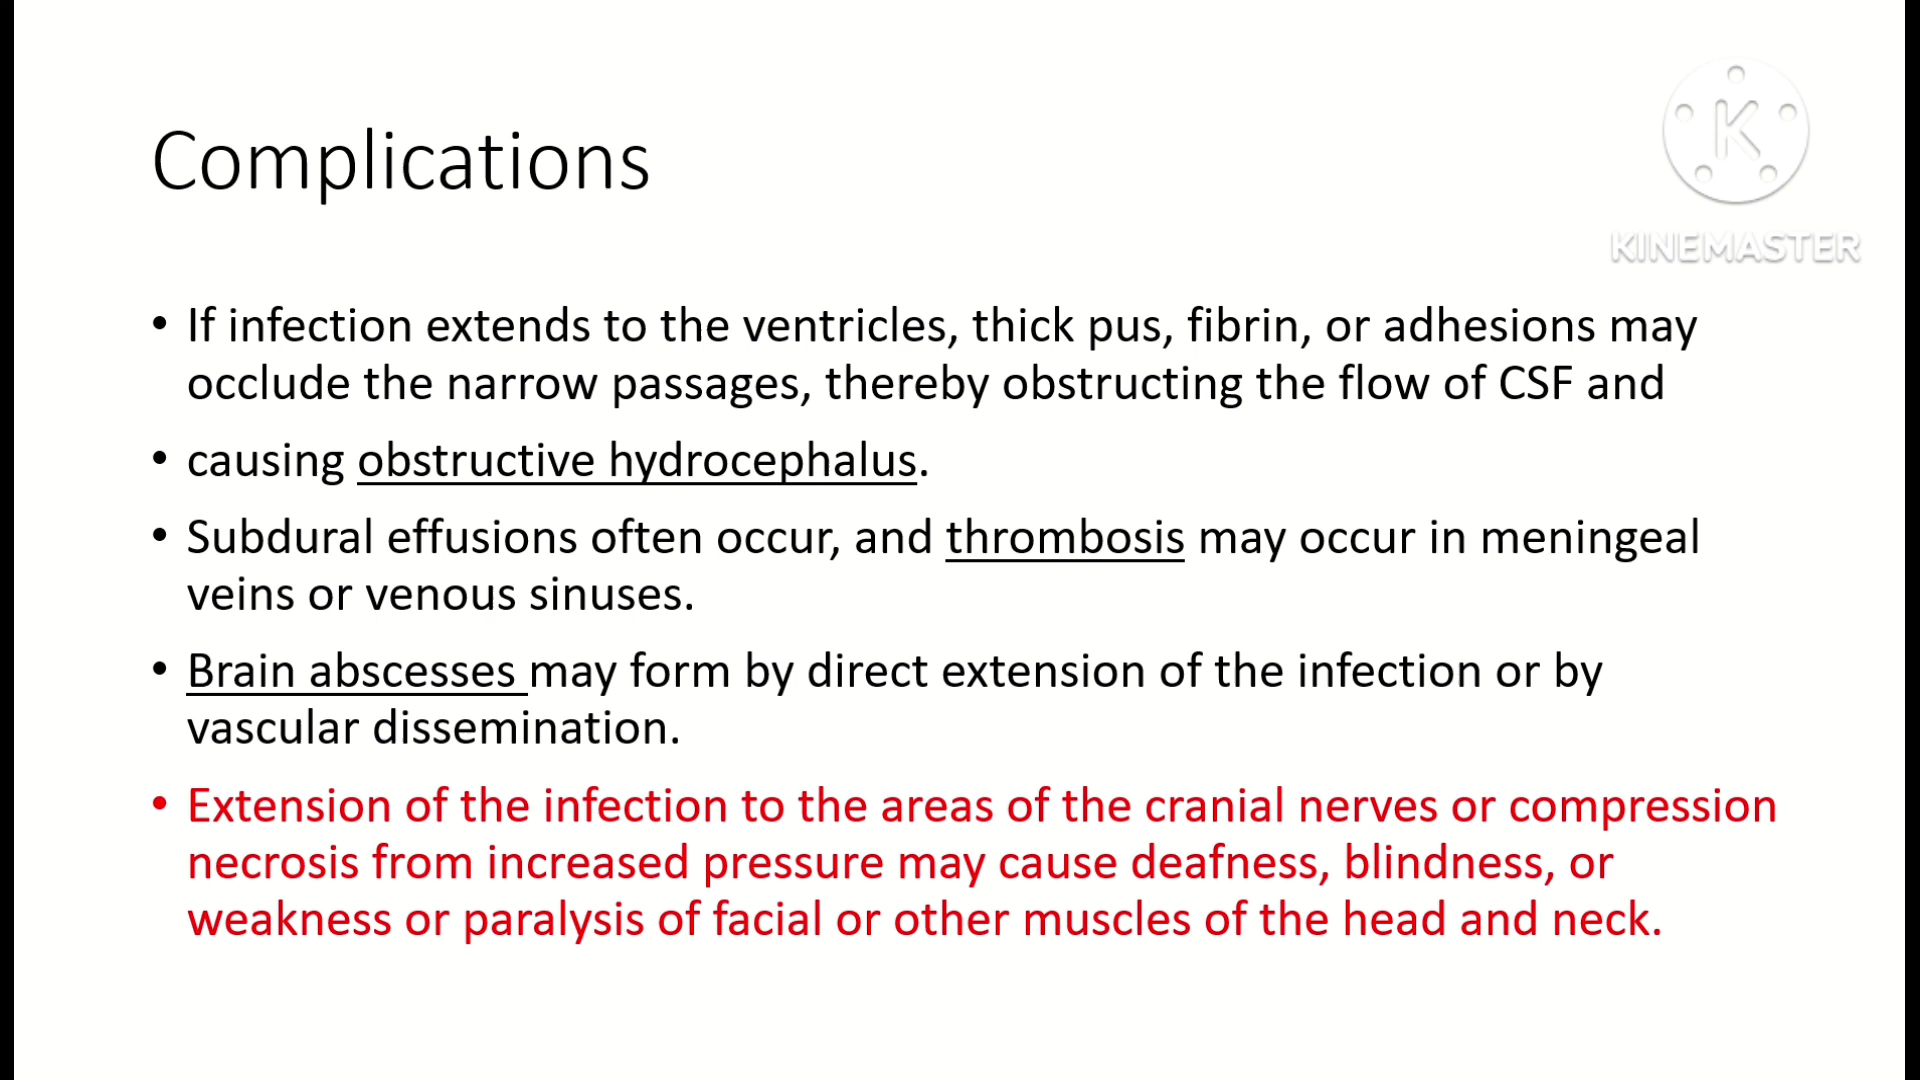 Complications
K
KINEMASTER
• If infection extends to the ventricles, thick pus, fibrin, or adhesions may
occlude the narrow passages, thereby obstructing the flow of CSF and
• causing obstructive hydrocephalus.
• Subdural effusions often occur, and thrombosis may occur in meningeal
veins or venous sinuses.
• Brain abscesses may form by direct extension of the infection or by
vascular dissemination.
• Extension of the infection to the areas of the cranial nerves or compression
necrosis from increased pressure may cause deafness, blindness, or
weakness or paralysis of facial or other muscles of the head and neck.